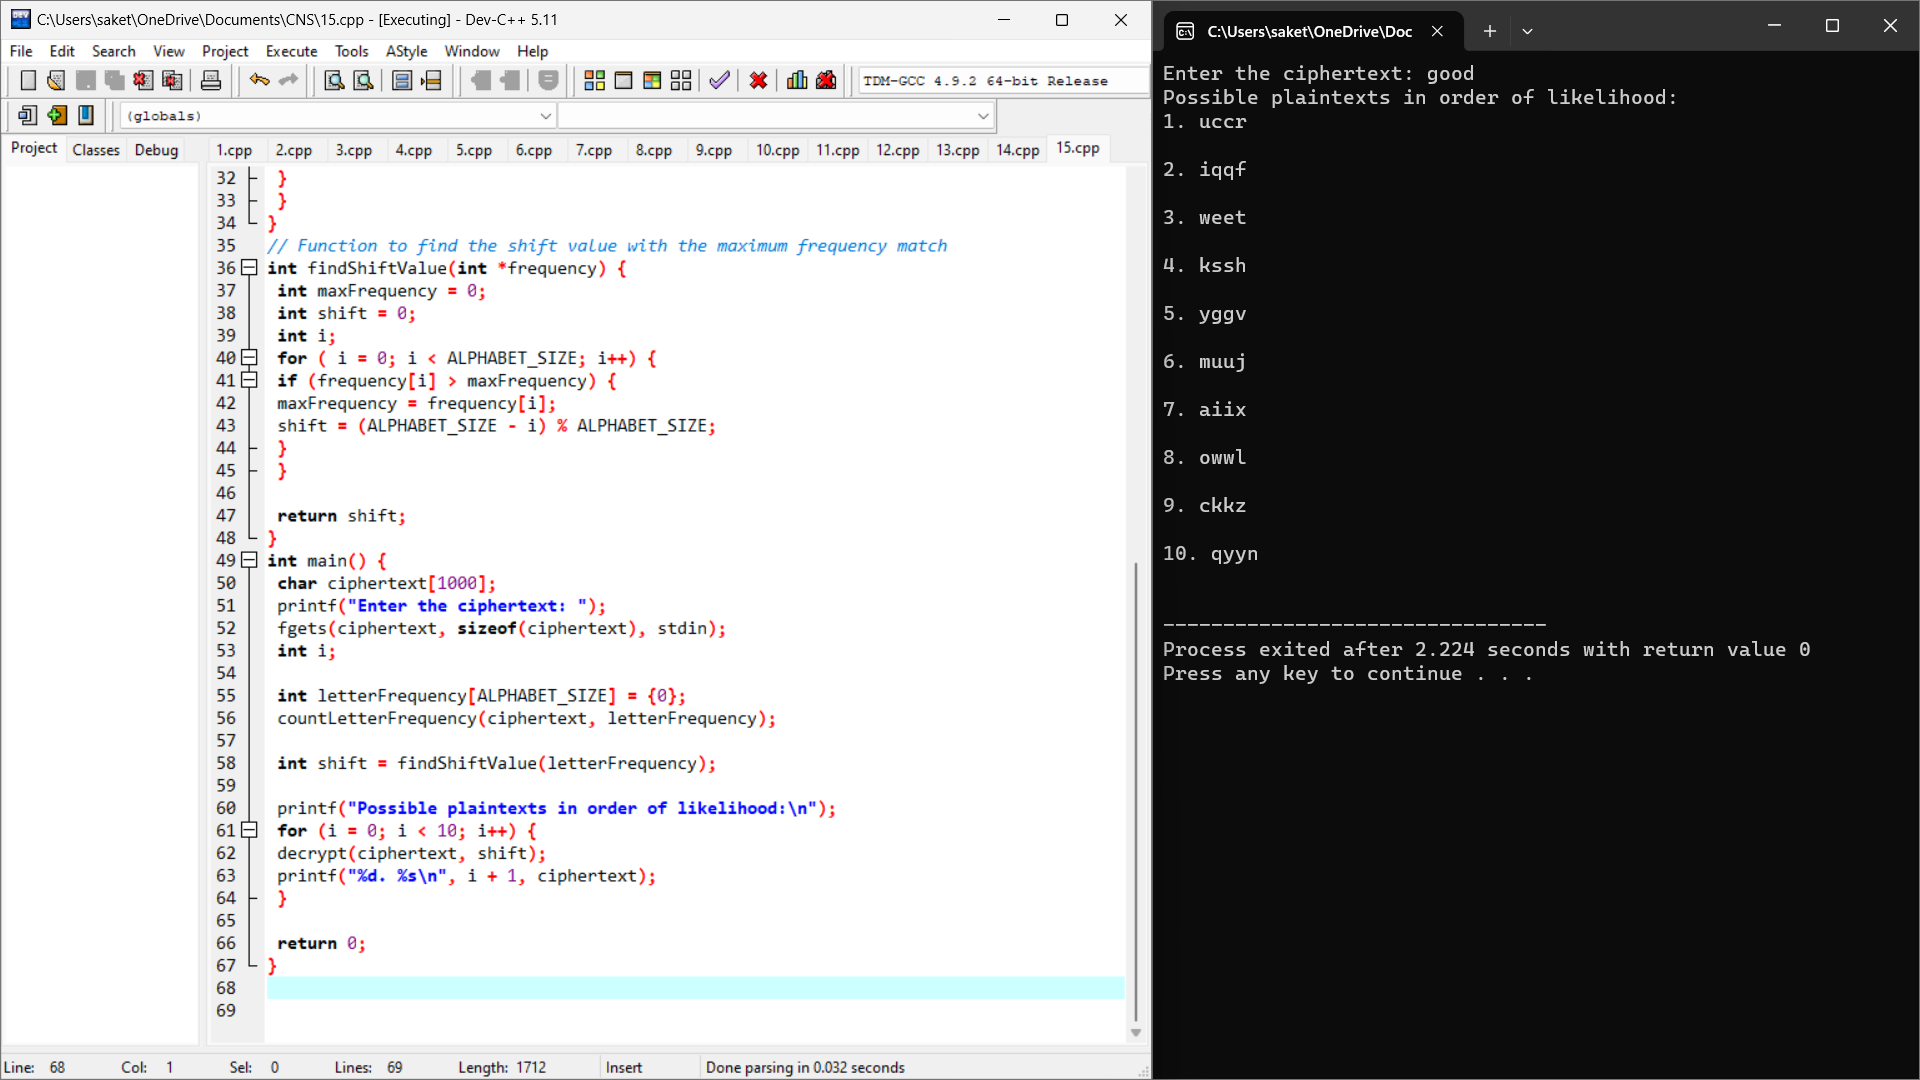 C:\Users\saket\OneDrive\Documents\CNS\15.cpp - [Executing] - Dev-C++ 5.11
File Edit Search View Project Execute Tools AStyle Window Help
TDM-GCC 4.9.2 64-bit Release
(globals)
Project Classes Debug
1.cpp 2.cpp 3.cpp 4.cpp 5.cpp 6.cpp 7.cpp 8.cpp 9.cpp 10.cpp 11.cpp 12.cpp 13.cpp 14.cpp 15.cpp
32 }
33 }
34 }
35 // Function to find the shift value with the maximum frequency match
36 int findShiftValue(int *frequency) {
37 int maxFrequency = 0;
38 int shift = 0;
39 int i;
40 for ( i = 0; i < ALPHABET_SIZE; i++) {
41 if (frequency[i] > maxFrequency) {
42 maxFrequency = frequency[i];
43 shift = (ALPHABET_SIZE - i) % ALPHABET_SIZE;
44 }
45 }
46
47 return shift;
48 }
49 int main() {
50 char ciphertext[1000];
51 printf("Enter the ciphertext: ");
52 fgets(ciphertext, sizeof(ciphertext), stdin);
53 int i;
54
55 int letterFrequency[ALPHABET_SIZE] = {0};
56 countLetterFrequency(ciphertext, letterFrequency);
57
58 int shift = findShiftValue(letterFrequency);
59
60 printf("Possible plaintexts in order of likelihood:\n");
61 for (i = 0; i < 10; i++) {
62 decrypt(ciphertext, shift);
63 printf("%d. %s\n", i + 1, ciphertext);
64 }
65
66 return 0;
67 }
68
69
Line: 68 Col: 1 Sel: 0 Lines: 69 Length: 1712 Insert Done parsing in 0.032 seconds
C:\Users\saket\OneDrive\Doc
Enter the ciphertext: good
Possible plaintexts in order of likelihood:
1. uccr
2. iqqf
3. weet
4. kssh
5. yggv
6. muuj
7. aiix
8. owwl
9. ckkz
10. qyyn
--------------------------------
Process exited after 2.224 seconds with return value 0
Press any key to continue . . .